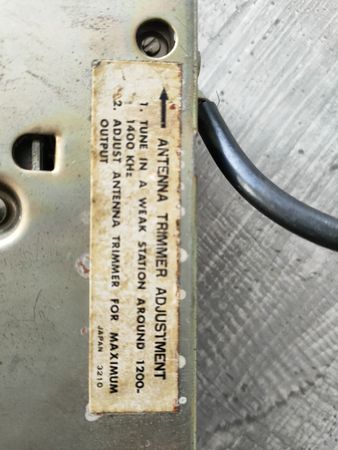 ← ANTENNA TRIMMER ADJUSTMENT
1. TUNE IN A WEAK STATION AROUND 1200-
1400 KHz
2. ADJUST ANTENNA TRIMMER FOR MAXIMUM
OUTPUT
JAPAN 3210